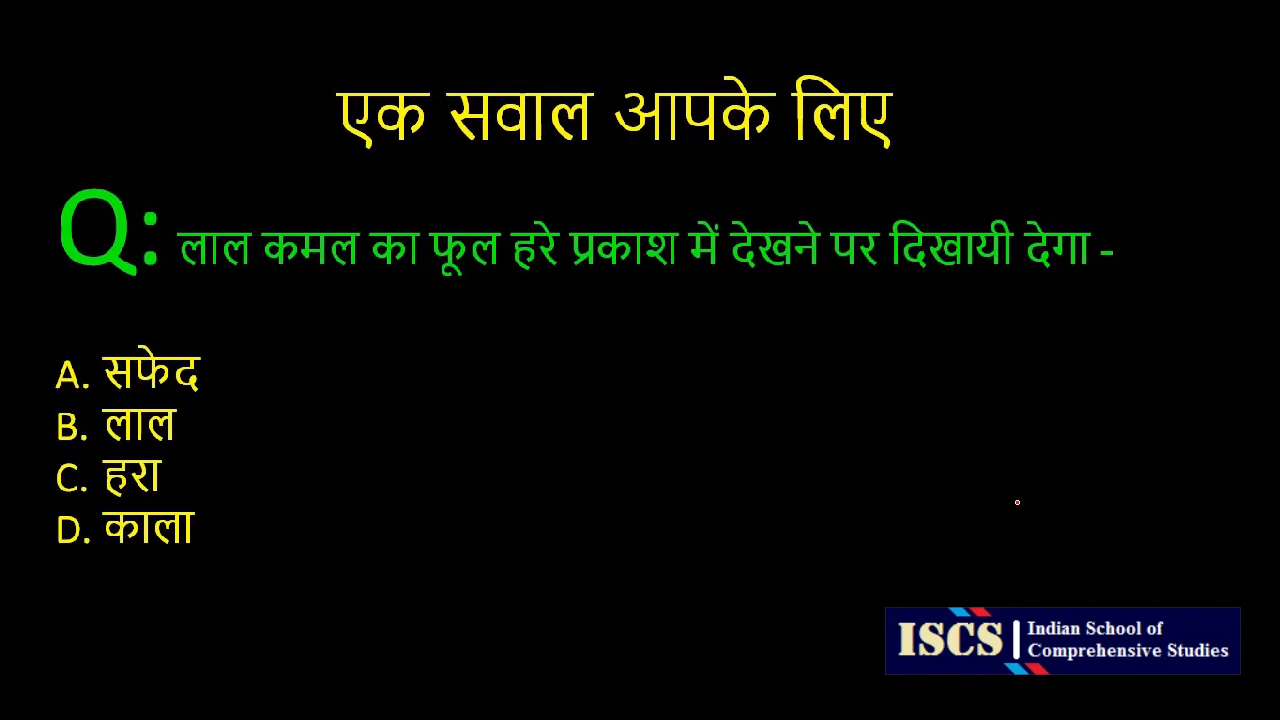 एक सवाल आपके लिए
Q: लाल कमल का फूल हरे प्रकाश में देखने पर दिखायी देगा -
A. सफेद
B. लाल
C. हरा
D. काला
ISCS
Indian School of
Comprehensive Studies